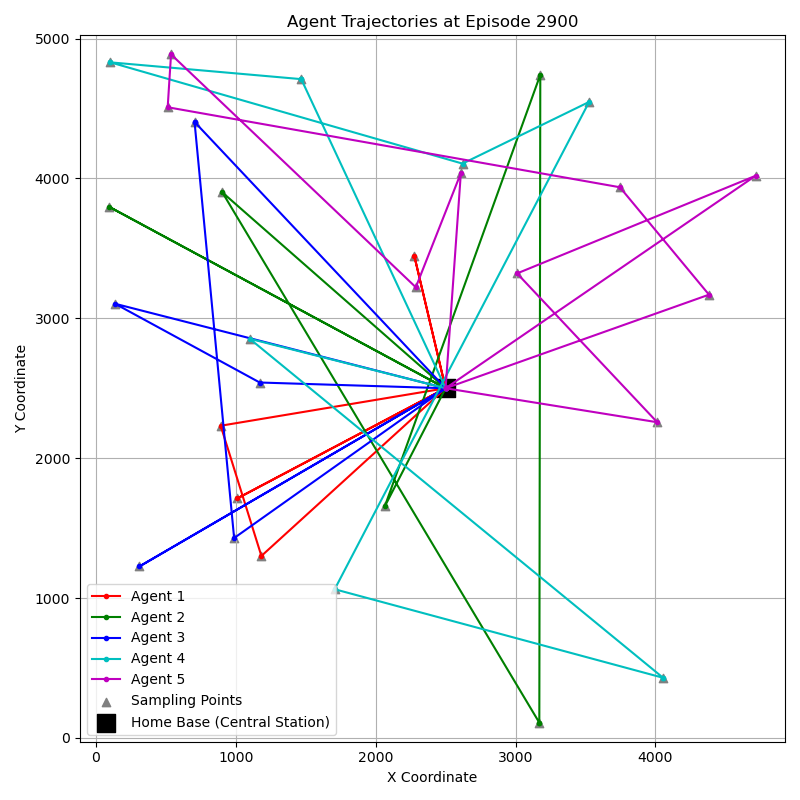 Agent Trajectories at Episode 2900
Y Coordinate
5000
4000
3000
2000
1000
0
Agent 1
Agent 2
Agent 3
Agent 4
Agent 5
Sampling Points
Home Base (Central Station)
0 1000 2000 3000 4000
X Coordinate